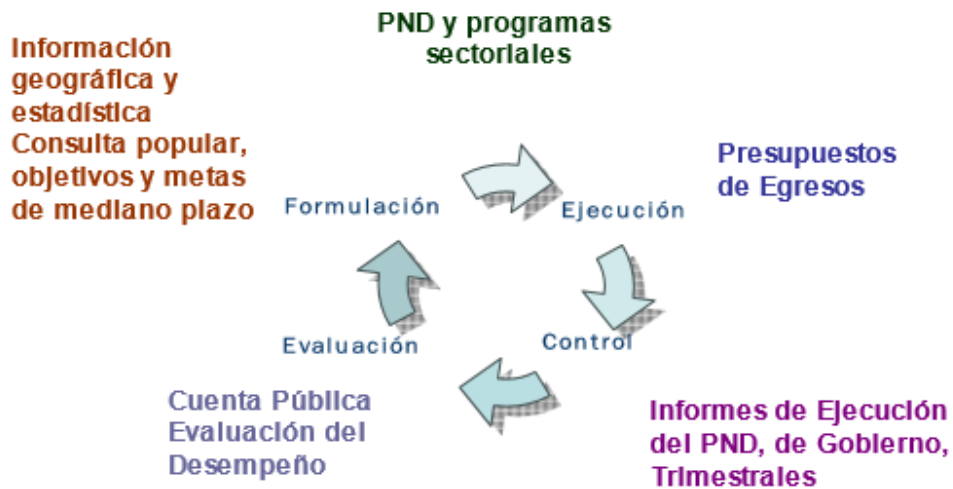 PND y programas
sectoriales
Información
geográfica y
estadística
Consulta popular,
objetivos y metas
de mediano plazo
Presupuestos
de Egresos
Formulación
Ejecución
Evaluación
Control
Cuenta Pública
Evaluación del
Desempeño
Informes de Ejecución
del PND, de Gobierno,
Trimestrales